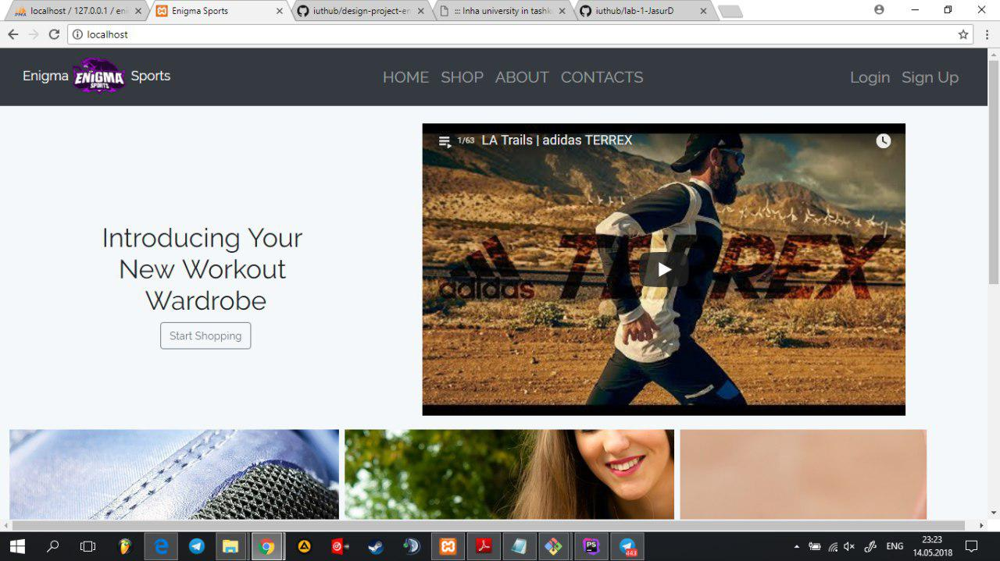 localhost / 127.0.0.1 / eni
Enigma Sports
iuthub/design-project-en
::: Inha university in tashk
iuthub/lab-1-JasurD
localhost
Enigma ENiGMA SPORTS Sports
HOME SHOP ABOUT CONTACTS
Login Sign Up
1/63 LA Trails | adidas TERREX
adidas TERREX
Introducing Your
New Workout
Wardrobe
Start Shopping
PS
443
ENG
23:23
14.05.2018